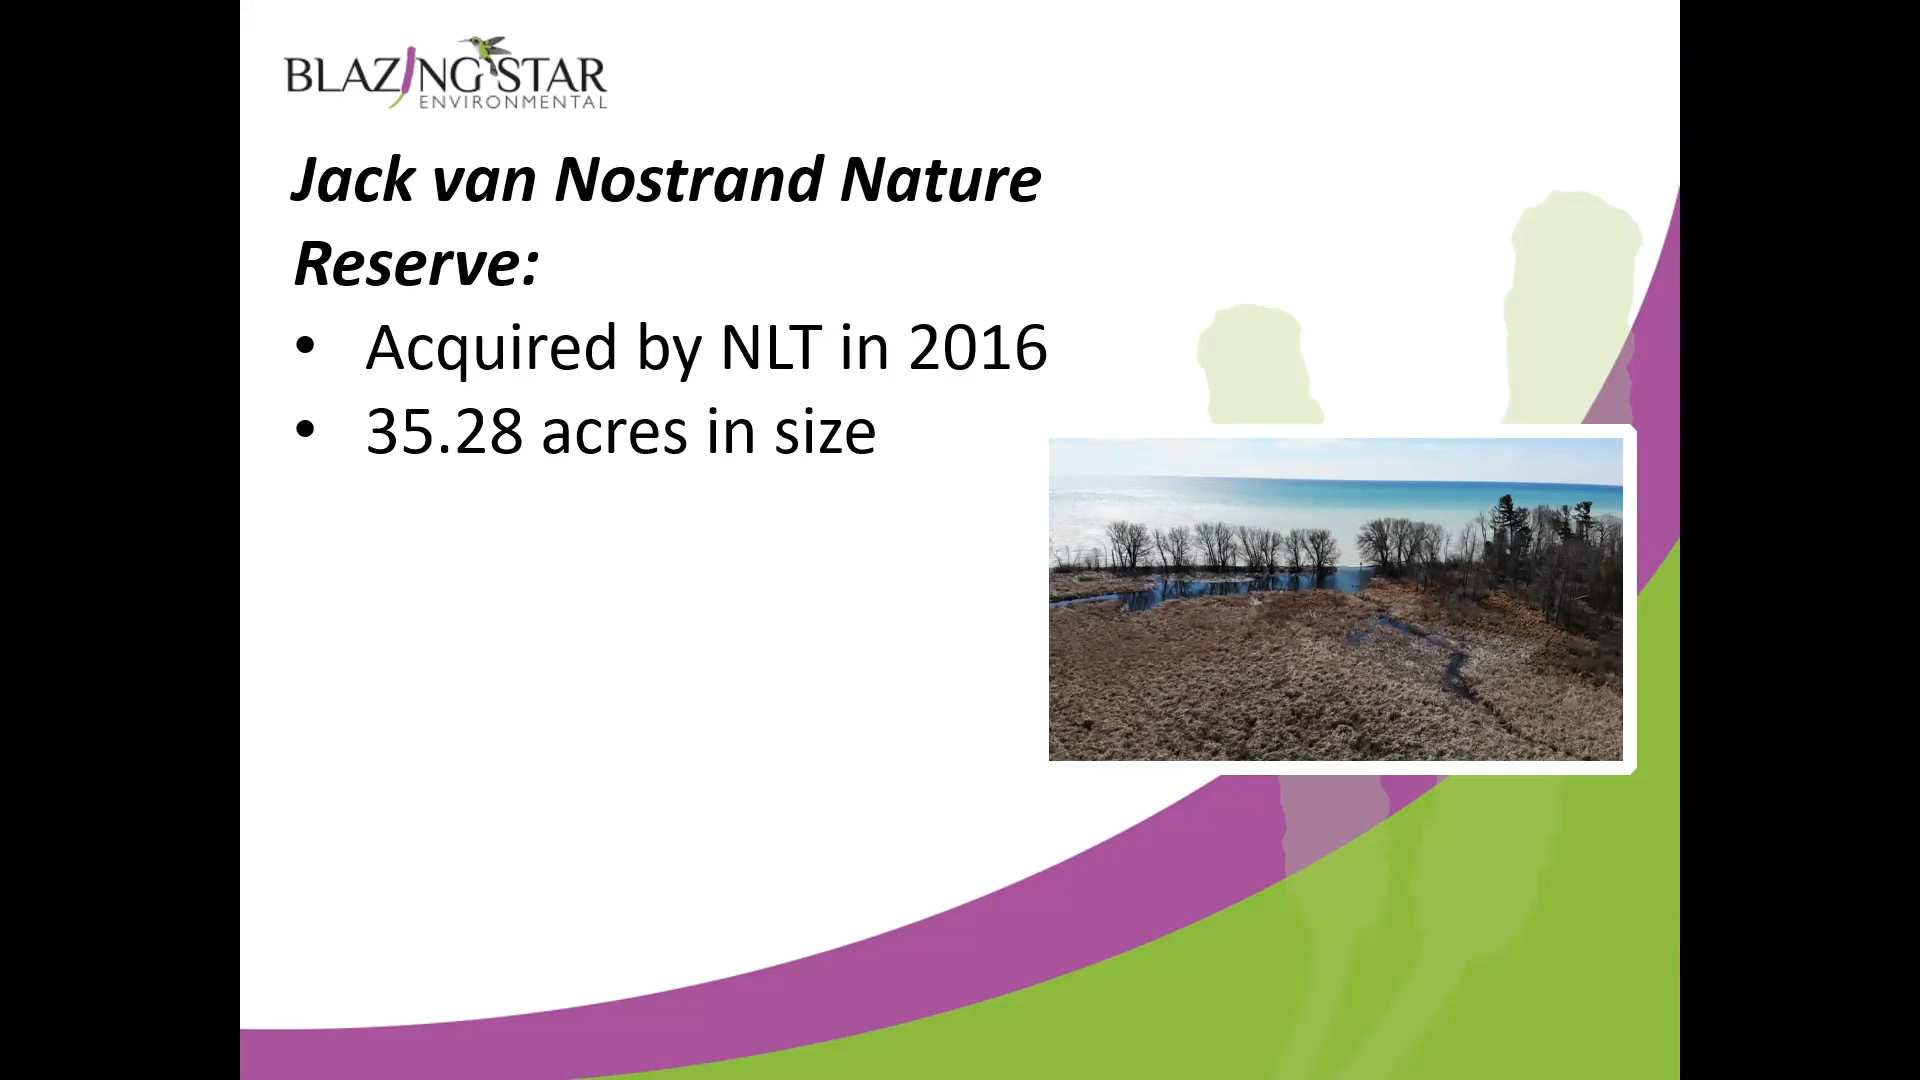 BLAZING STAR
ENVIRONMENTAL
Jack van Nostrand Nature
Reserve:
• Acquired by NLT in 2016
• 35.28 acres in size